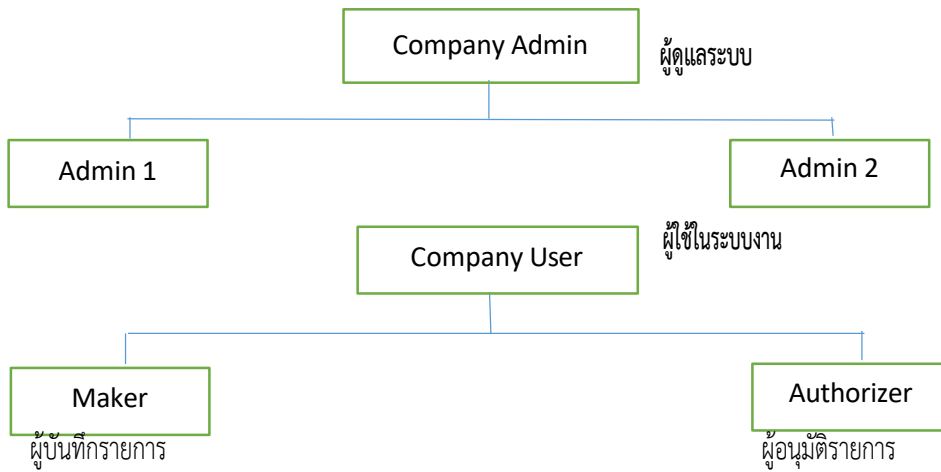 Company Admin
ผู้ดูแลระบบ
Admin 1
Admin 2
ผู้ใช้ในระบบงาน
Company User
Maker
Authorizer
ผู้บันทึกรายการ
ผู้อนุมัติรายการ